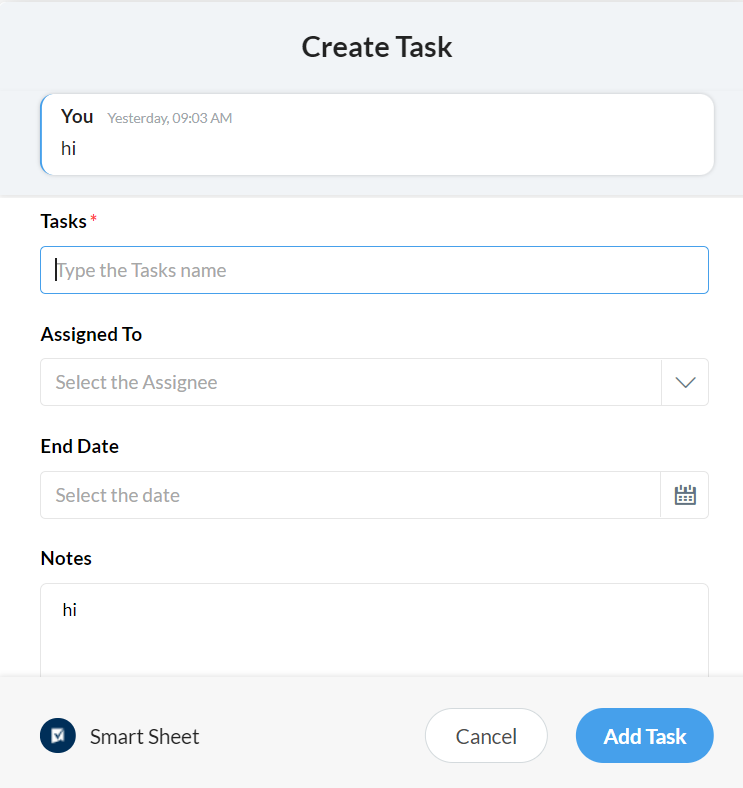 Create Task
You Yesterday, 09:03 AM
hi
Tasks *
Type the Tasks name
Assigned To
Select the Assignee
End Date
Select the date
Notes
hi
Smart Sheet Cancel Add Task